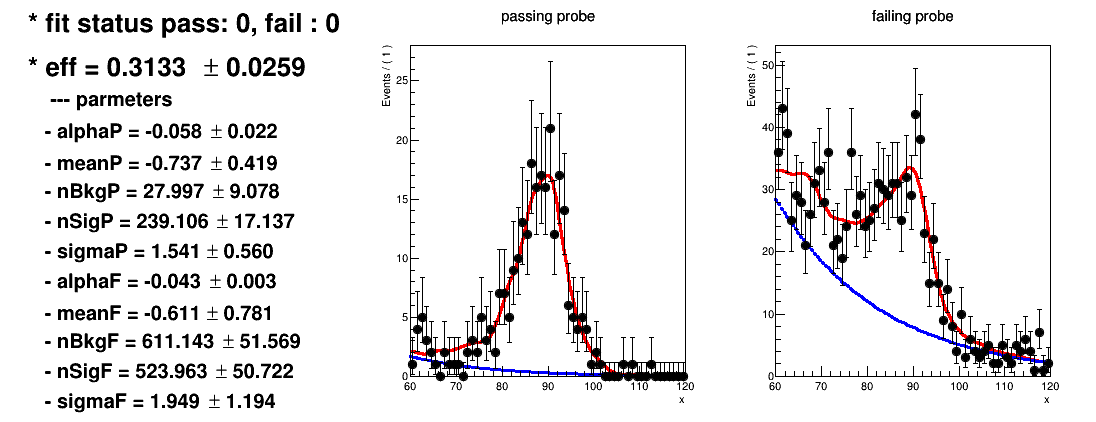 * fit status pass: 0, fail : 0
* eff = 0.3133 ± 0.0259
--- parmeters
- alphaP = -0.058 ± 0.022
- meanP = -0.737 ± 0.419
- nBkgP = 27.997 ± 9.078
- nSigP = 239.106 ± 17.137
- sigmaP = 1.541 ± 0.560
- alphaF = -0.043 ± 0.003
- meanF = -0.611 ± 0.781
- nBkgF = 611.143 ± 51.569
- nSigF = 523.963 ± 50.722
- sigmaF = 1.949 ± 1.194
passing probe
Events / ( 1 )
25
20
15
10
5
0
60 70 80 90 100 110 120
x
failing probe
Events / ( 1 )
50
40
30
20
10
0
60 70 80 90 100 110 120
x